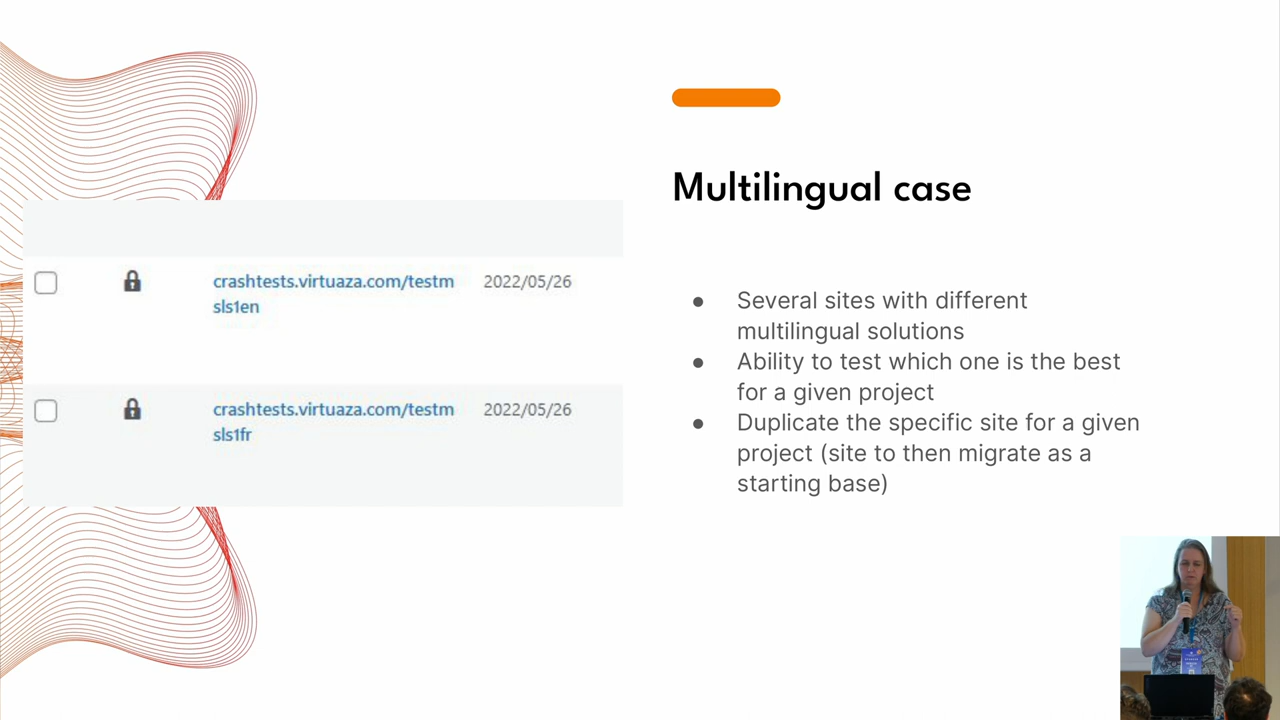 crashtests.virtuaza.com/testm
sls1en
2022/05/26
crashtests.virtuaza.com/testm
sls1fr
2022/05/26
Multilingual case
● Several sites with different
multilingual solutions
● Ability to test which one is the best
for a given project
● Duplicate the specific site for a given
project (site to then migrate as a
starting base)